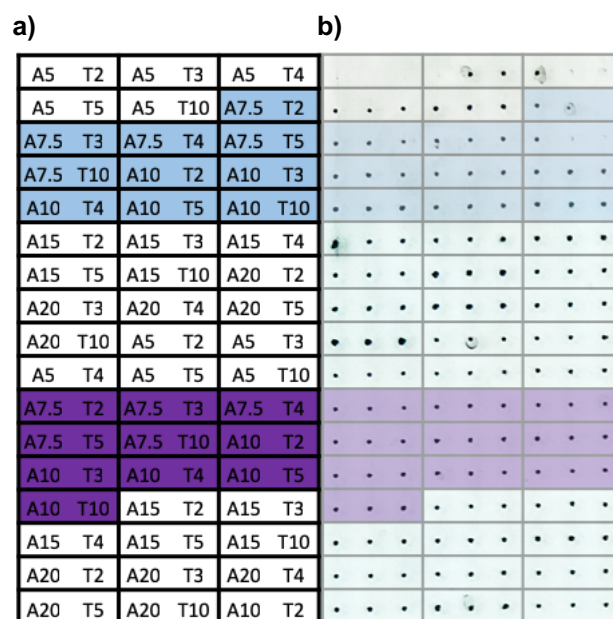 a) b)
A5 T2 A5 T3 A5 T4
A5 T5 A5 T10 A7.5 T2
A7.5 T3 A7.5 T4 A7.5 T5
A7.5 T10 A10 T2 A10 T3
A10 T4 A10 T5 A10 T10
A15 T2 A15 T3 A15 T4
A15 T5 A15 T10 A20 T2
A20 T3 A20 T4 A20 T5
A20 T10 A5 T2 A5 T3
A5 T4 A5 T5 A5 T10
A7.5 T2 A7.5 T3 A7.5 T4
A7.5 T5 A7.5 T10 A10 T2
A10 T3 A10 T4 A10 T5
A10 T10 A15 T2 A15 T3
A15 T4 A15 T5 A15 T10
A20 T2 A20 T3 A20 T4
A20 T5 A20 T10 A10 T2